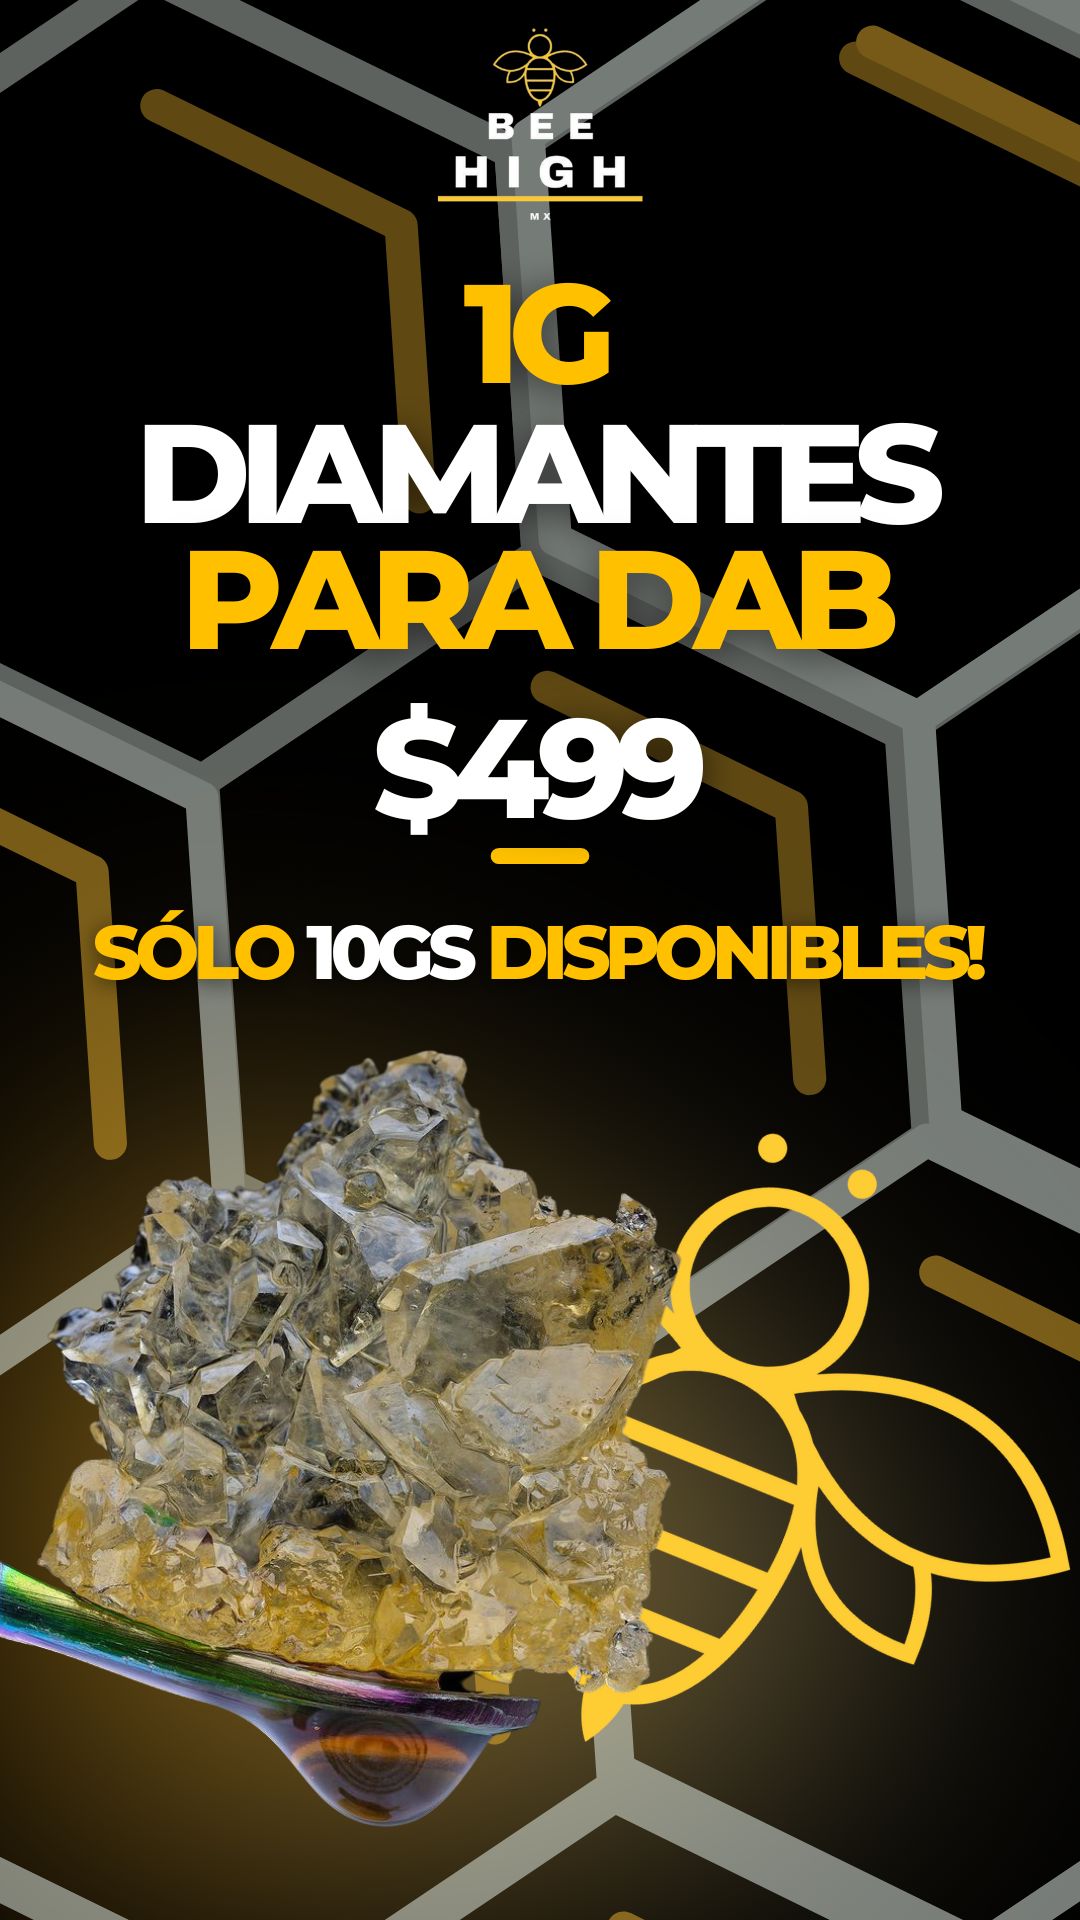 BEE
HIGH
MX
1G
DIAMANTES
PARA DAB
$499
SÓLO 10GS DISPONIBLES!